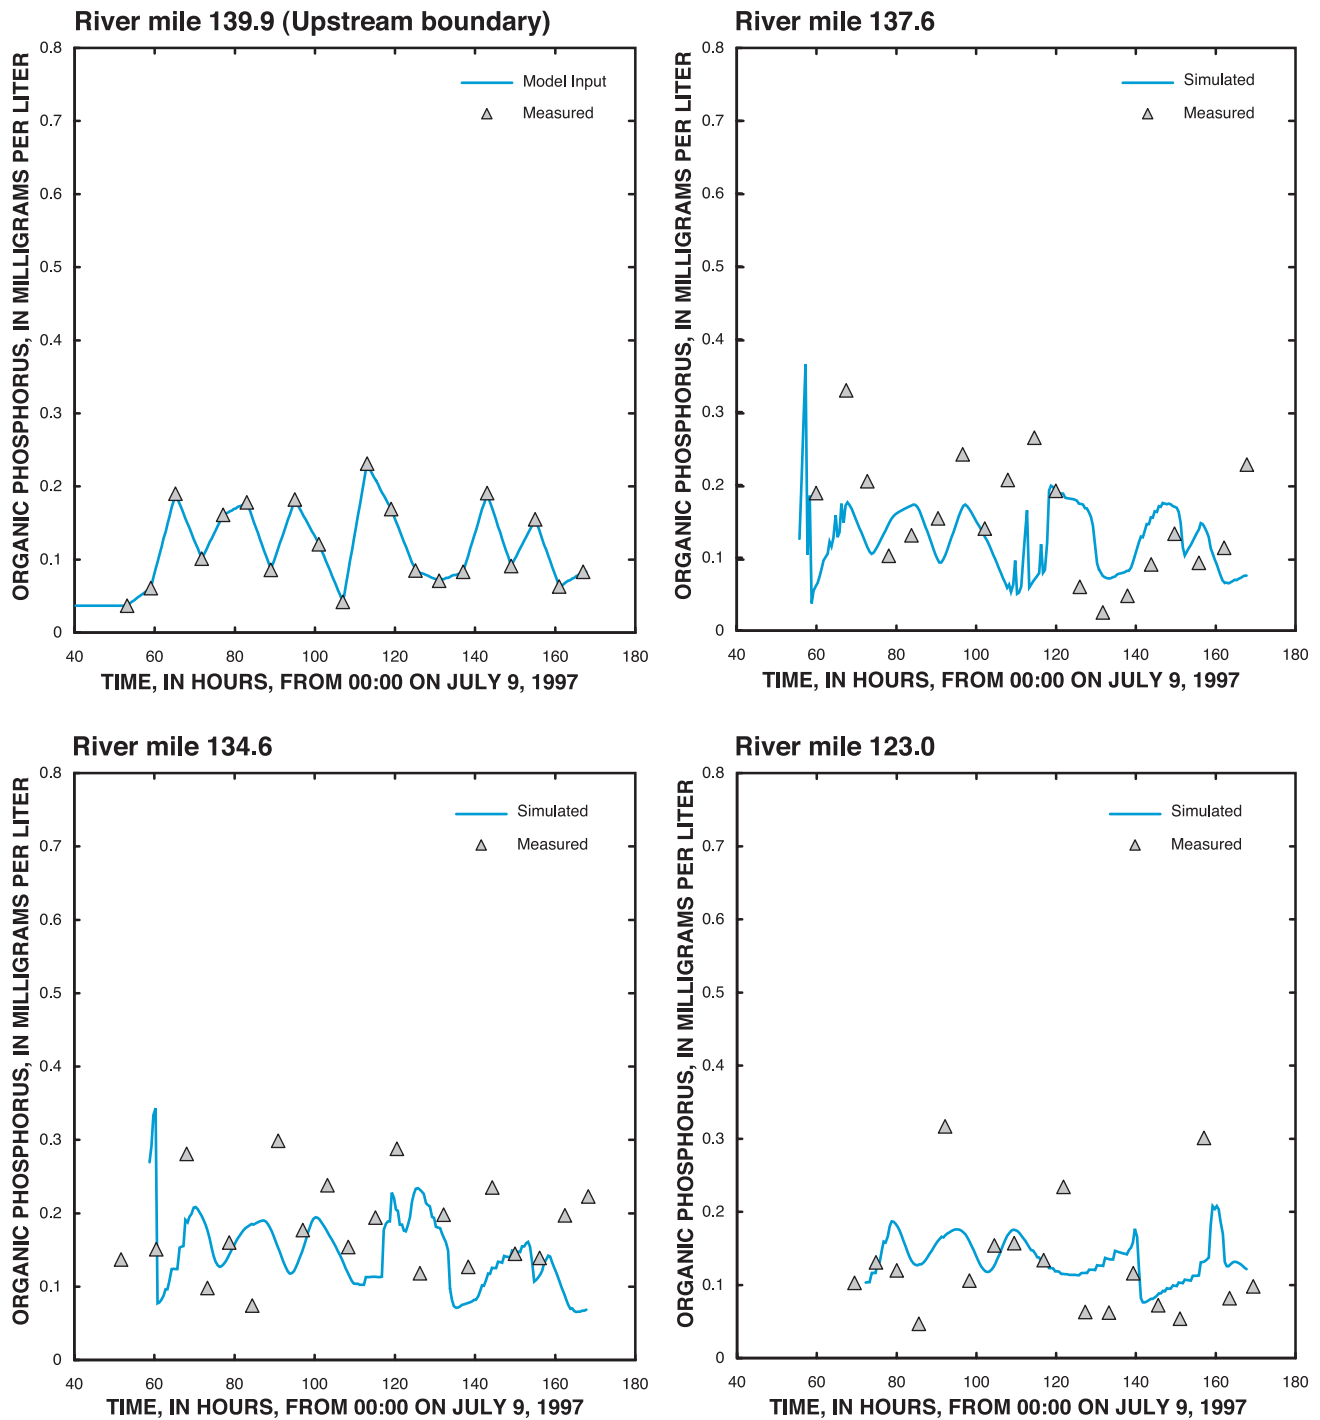 River mile 139.9 (Upstream boundary)
ORGANIC PHOSPHORUS, IN MILLIGRAMS PER LITER
0.8
0.7
0.6
0.5
0.4
0.3
0.2
0.1
0
Model Input
Measured
40 60 80 100 120 140 160 180
TIME, IN HOURS, FROM 00:00 ON JULY 9, 1997
River mile 137.6
ORGANIC PHOSPHORUS, IN MILLIGRAMS PER LITER
0.8
0.7
0.6
0.5
0.4
0.3
0.2
0.1
0
Simulated
Measured
40 60 80 100 120 140 160 180
TIME, IN HOURS, FROM 00:00 ON JULY 9, 1997
River mile 134.6
ORGANIC PHOSPHORUS, IN MILLIGRAMS PER LITER
0.8
0.7
0.6
0.5
0.4
0.3
0.2
0.1
0
Simulated
Measured
40 60 80 100 120 140 160 180
TIME, IN HOURS, FROM 00:00 ON JULY 9, 1997
River mile 123.0
ORGANIC PHOSPHORUS, IN MILLIGRAMS PER LITER
0.8
0.7
0.6
0.5
0.4
0.3
0.2
0.1
0
Simulated
Measured
40 60 80 100 120 140 160 180
TIME, IN HOURS, FROM 00:00 ON JULY 9, 1997